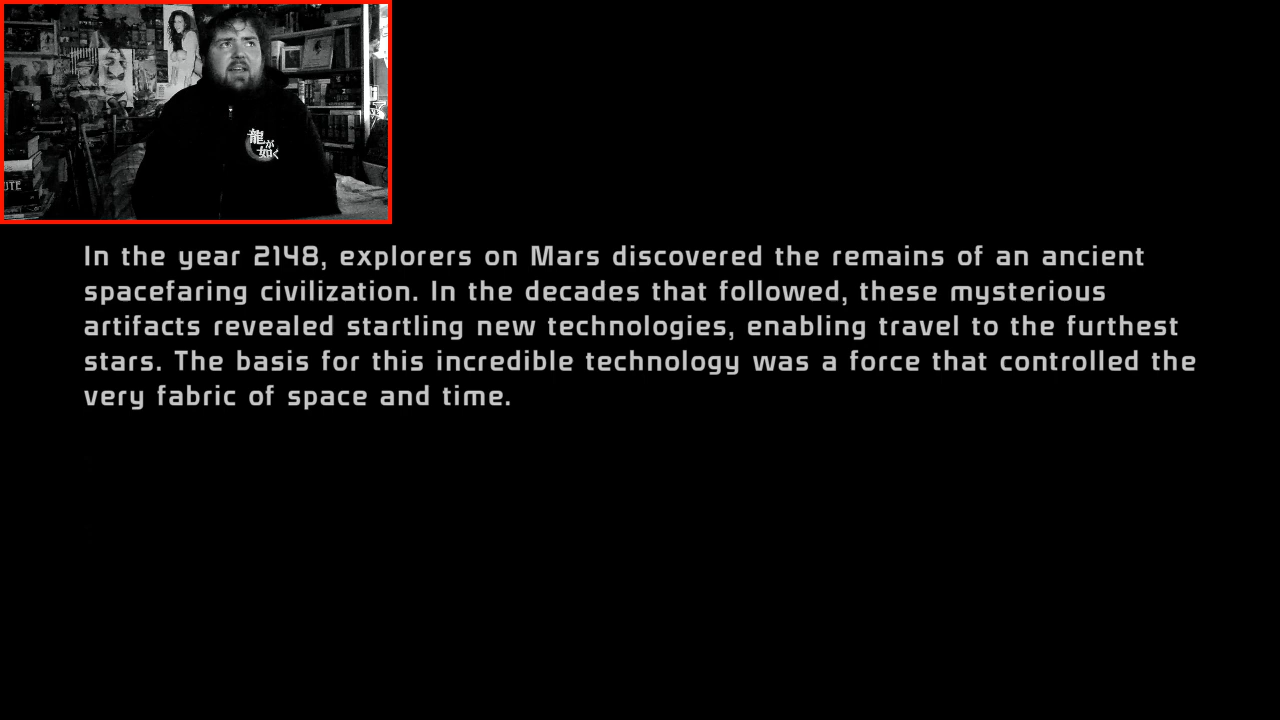 龍が
如く
UTE
In the year 2148, explorers on Mars discovered the remains of an ancient
spacefaring civilization. In the decades that followed, these mysterious
artifacts revealed startling new technologies, enabling travel to the furthest
stars. The basis for this incredible technology was a force that controlled the
very fabric of space and time.